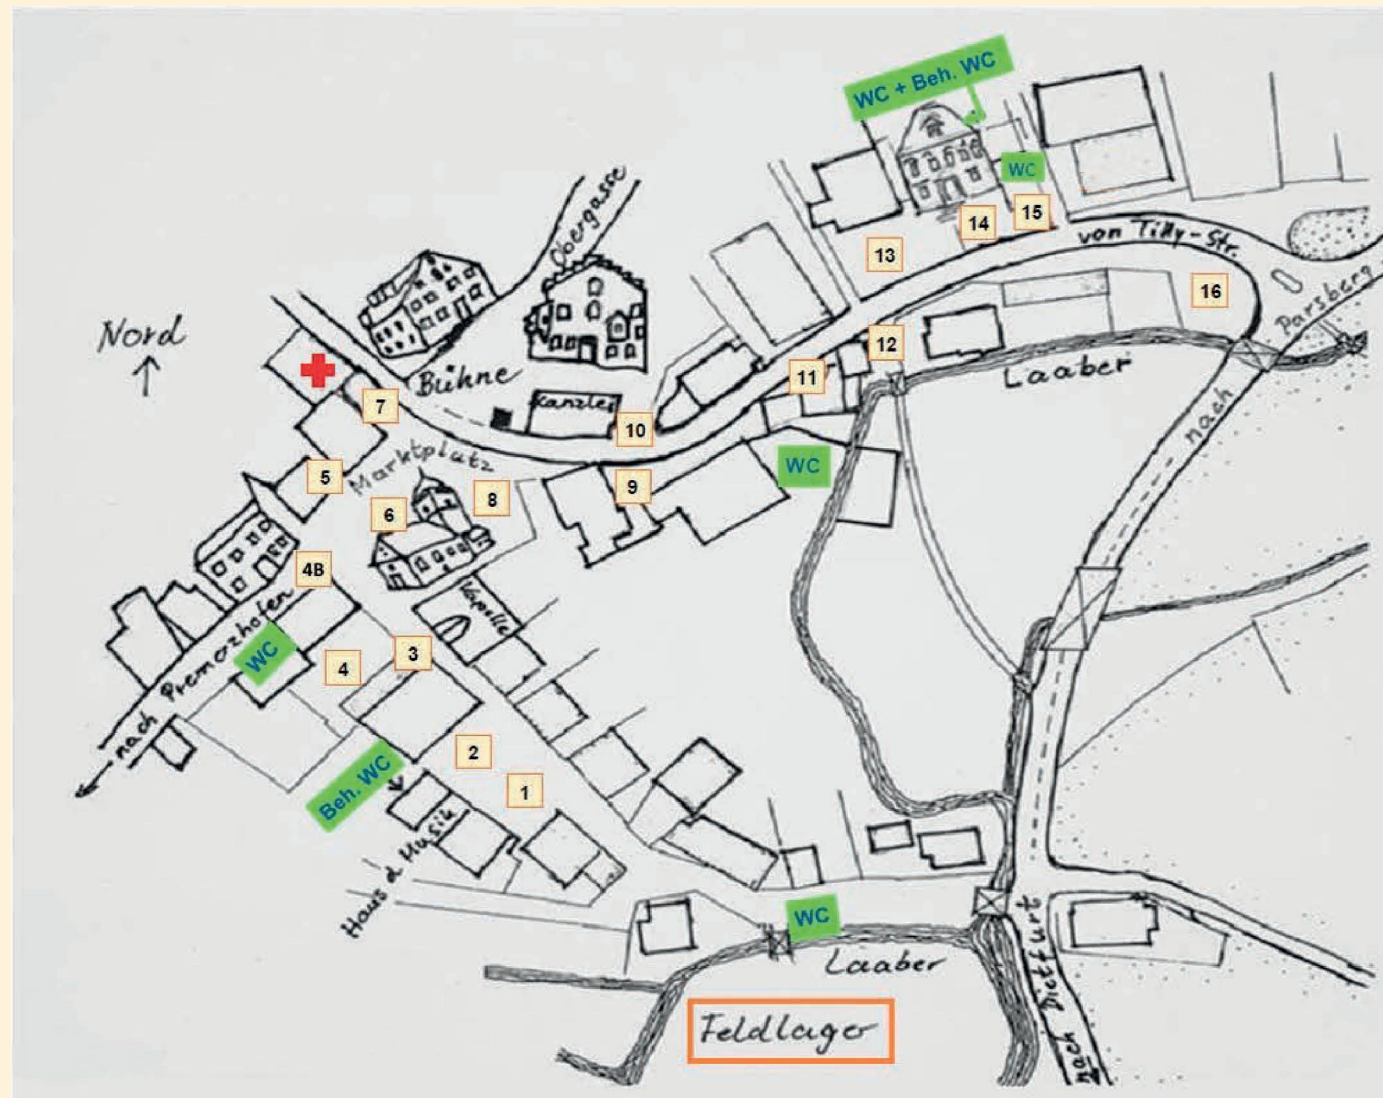 WC + Beh. WC
WC
15
14
13
von Tilly-Str.
16
Obergasse
Nord
Parsberg
nach
12
Laaber
11
Bühne
Kanzlei
7
10
Marktplatz
WC
5
8
9
6
4B
nach Premerzhofen
Kapelle
WC
3
4
2
Beh. WC
1
Haus d Musik
WC
Laaber
nach Dietfurt
Feldlager